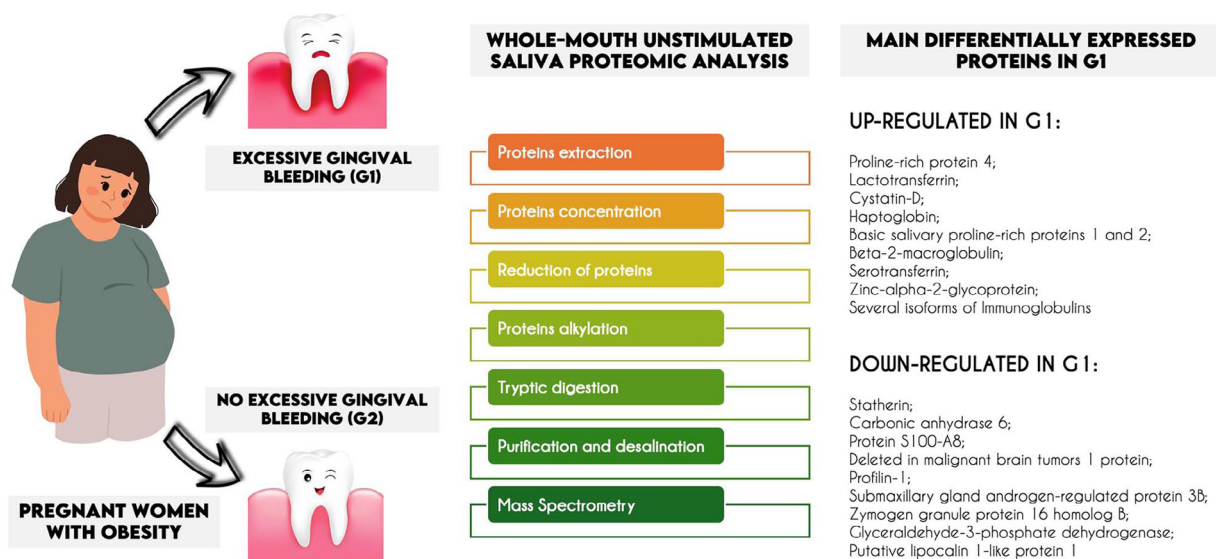 EXCESSIVE GINGIVAL
BLEEDING (G1)
NO EXCESSIVE GINGIVAL
BLEEDING (G2)
PREGNANT WOMEN
WITH OBESITY
WHOLE-MOUTH UNSTIMULATED
SALIVA PROTEOMIC ANALYSIS
Proteins extraction
Proteins concentration
Reduction of proteins
Proteins alkylation
Tryptic digestion
Purification and desalination
Mass Spectrometry
MAIN DIFFERENTIALLY EXPRESSED
PROTEINS IN G1
UP-REGULATED IN G1:
Proline-rich protein 4;
Lactotransferrin;
Cystatin-D;
Haptoglobin;
Basic salivary proline-rich proteins 1 and 2;
Beta-2-macroglobulin;
Serotransferrin;
Zinc-alpha-2-glycoprotein;
Several isoforms of Immunoglobulins
DOWN-REGULATED IN G1:
Statherin;
Carbonic anhydrase 6;
Protein S100-A8;
Deleted in malignant brain tumors 1 protein;
Profilin-1;
Submaxillary gland androgen-regulated protein 3B;
Zymogen granule protein 16 homolog B;
Glyceraldehyde-3-phosphate dehydrogenase;
Putative lipocalin 1-like protein 1